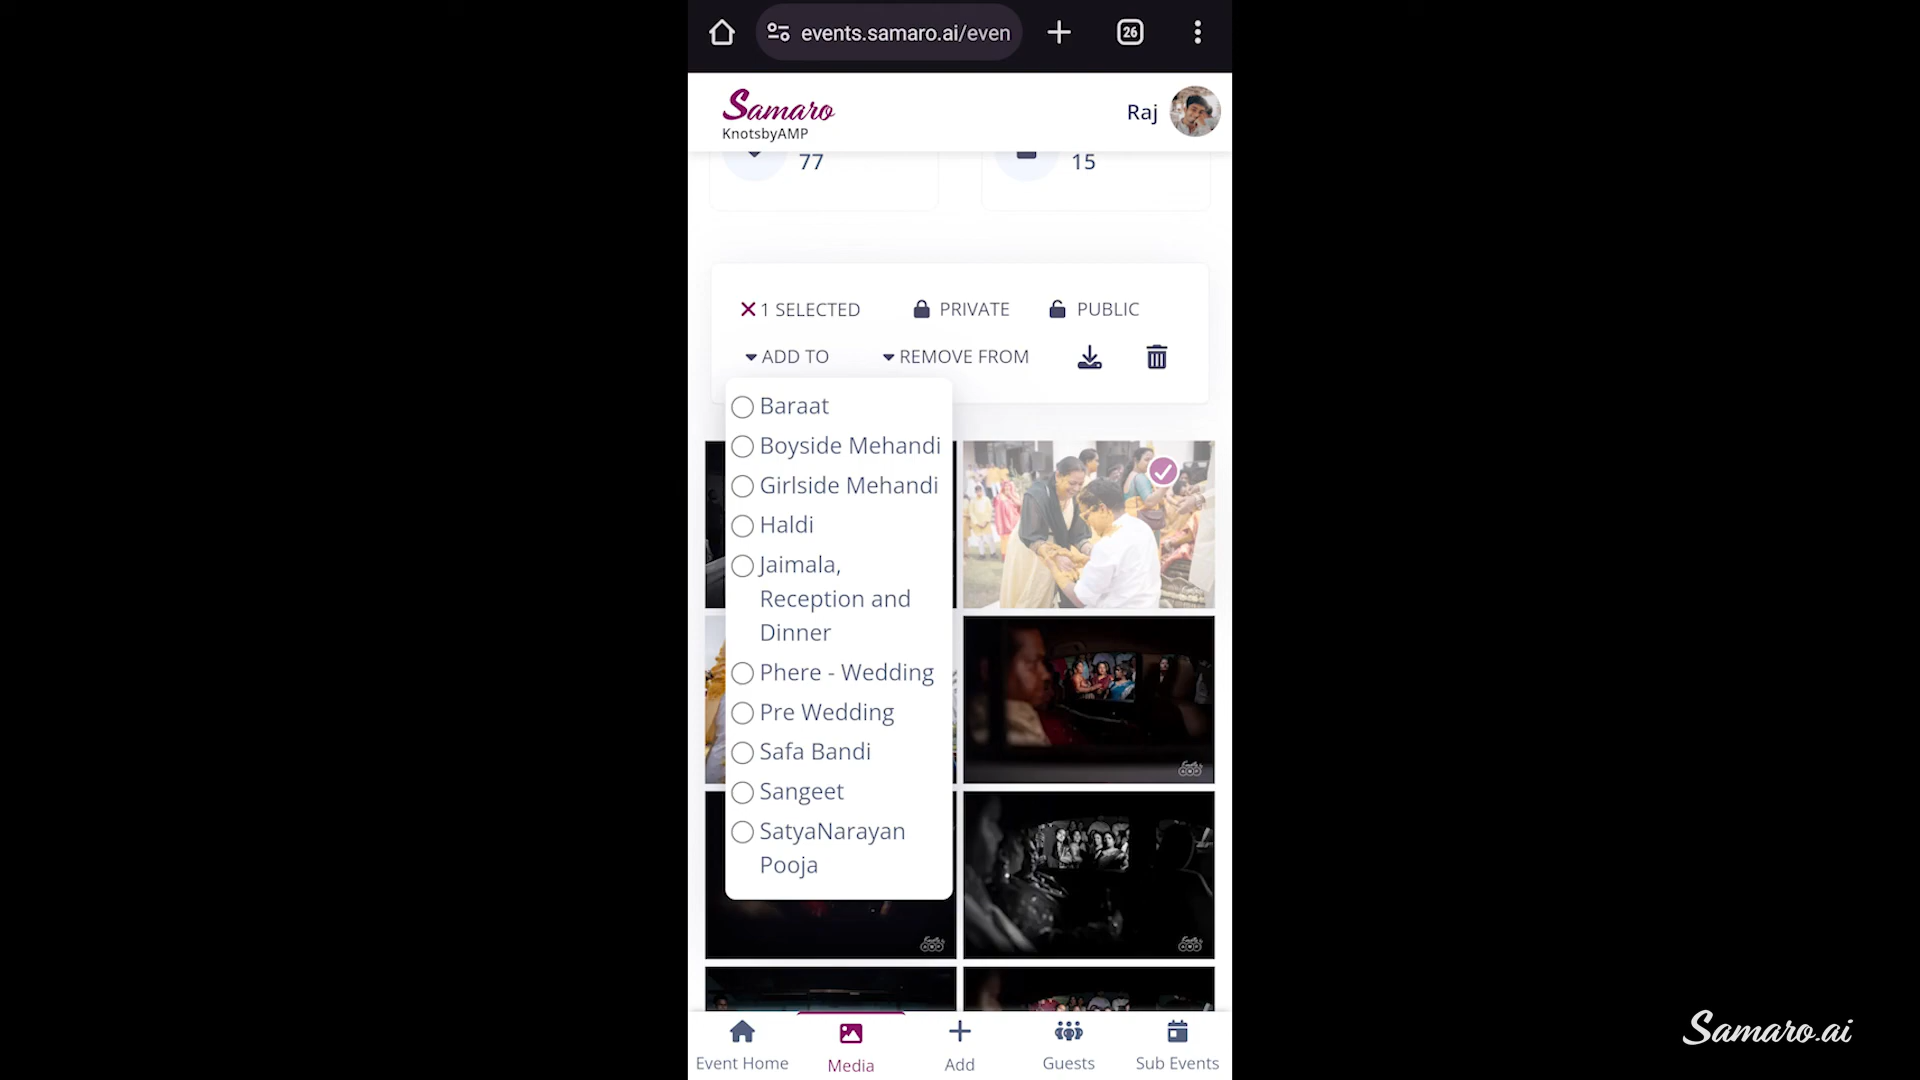 events.samaro.ai/even
26
Samaro
KnotsbyAMP
Raj
77
15
1 SELECTED
PRIVATE
PUBLIC
ADD TO
REMOVE FROM
Baraat
Boyside Mehandi
Girlside Mehandi
Haldi
Jaimala,
Reception and
Dinner
Phere - Wedding
Pre Wedding
Safa Bandi
Sangeet
SatyaNarayan
Pooja
Event Home
Media
Add
Guests
Sub Events
Samaro.ai